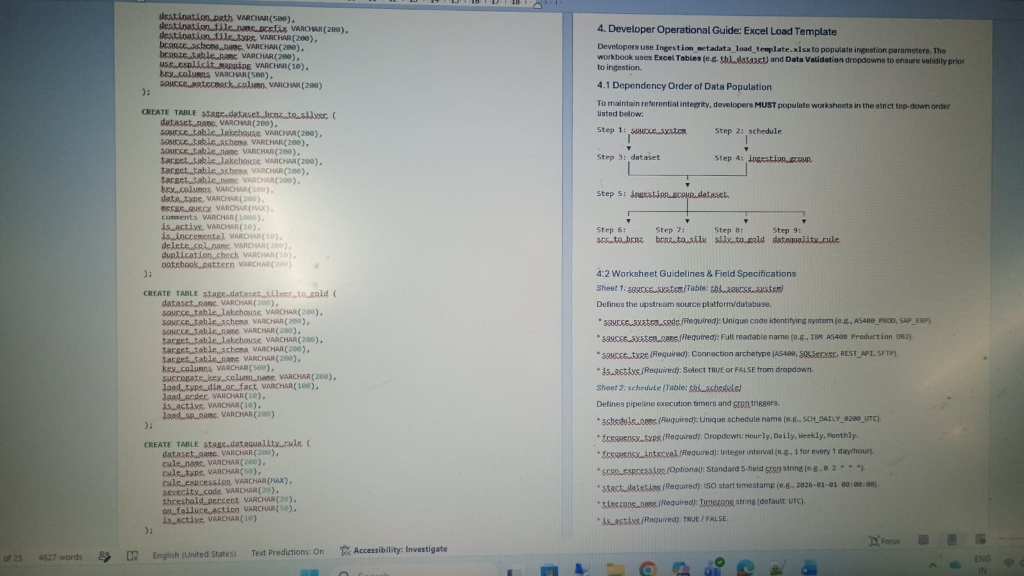 destination_path VARCHAR(500),
destination_file_name_prefix VARCHAR(200),
destination_file_type VARCHAR(200),
bronze_schema_name VARCHAR(200),
bronze_table_name VARCHAR(200),
use_explicit_mapping VARCHAR(10),
key_columns VARCHAR(500),
source_watermark_column VARCHAR(200)
);
CREATE TABLE stage.dataset_brnz_to_silver (
dataset_name VARCHAR(200),
source_table_lakehouse VARCHAR(200),
source_table_schema VARCHAR(200),
source_table_name VARCHAR(200),
target_table_lakehouse VARCHAR(200),
target_table_schema VARCHAR(200),
target_table_name VARCHAR(200),
key_columns VARCHAR(500),
data_type VARCHAR(200),
merge_query VARCHAR(MAX),
comments VARCHAR(1000),
is_active VARCHAR(10),
is_incremental VARCHAR(10),
delete_col_name VARCHAR(200),
duplication_check VARCHAR(10),
notebook_pattern VARCHAR(200)
);
CREATE TABLE stage.dataset_silver_to_gold (
dataset_name VARCHAR(200),
source_table_lakehouse VARCHAR(200),
source_table_schema VARCHAR(200),
source_table_name VARCHAR(200),
target_table_lakehouse VARCHAR(200),
target_table_schema VARCHAR(200),
target_table_name VARCHAR(200),
key_columns VARCHAR(500),
surrogate_key_column_name VARCHAR(200),
load_type_dim_or_fact VARCHAR(100),
load_order VARCHAR(10),
is_active VARCHAR(10),
load_sp_name VARCHAR(200)
);
CREATE TABLE stage.dataquality_rule (
dataset_name VARCHAR(200),
rule_name VARCHAR(200),
rule_type VARCHAR(50),
rule_expression VARCHAR(MAX),
severity_code VARCHAR(20),
threshold_percent VARCHAR(20),
on_failure_action VARCHAR(50),
is_active VARCHAR(10)
);
4. Developer Operational Guide: Excel Load Template
Developers use Ingestion_metadata_load_template.xlsx to populate ingestion parameters. The
workbook uses Excel Tables (e.g. tbl_dataset) and Data Validation dropdowns to ensure validity prior
to ingestion.
4.1 Dependency Order of Data Population
To maintain referential integrity, developers MUST populate worksheets in the strict top-down order
listed below:
Step 1: source_system Step 2: schedule
Step 3: dataset Step 4: ingestion_group
Step 5: ingestion_group_dataset
Step 6: Step 7: Step 8: Step 9:
src_to_brnz brnz_to_silv silv_to_gold dataquality_rule
4.2 Worksheet Guidelines & Field Specifications
Sheet 1: source_system (Table: tbl_source_system)
Defines the upstream source platform/database.
* source_system_code (Required): Unique code identifying system (e.g., AS400_PROD, SAP_ERP).
* source_system_name (Required): Full readable name (e.g., IBM AS400 Production DB2).
* source_type (Required): Connection archetype (AS400, SQLServer, REST_API, SFTP).
* is_active (Required): Select TRUE or FALSE from dropdown.
Sheet 2: schedule (Table: tbl_schedule)
Defines pipeline execution timers and cron triggers.
* schedule_name (Required): Unique schedule name (e.g., SCH_DAILY_0200_UTC).
* frequency_type (Required): Dropdown: Hourly, Daily, Weekly, Monthly.
* frequency_interval (Required): Integer interval (e.g., 1 for every 1 day/hour).
* cron_expression (Optional): Standard 5-field cron string (e.g., 0 2 * * *).
* start_datetime (Required): ISO start timestamp (e.g., 2026-01-01 00:00:00).
* timezone_name (Required): Timezone string (default: UTC).
* is_active (Required): TRUE / FALSE.
of 25 4627 words English (United States) Text Predictions: On Accessibility: Investigate Focus
ENG
IN